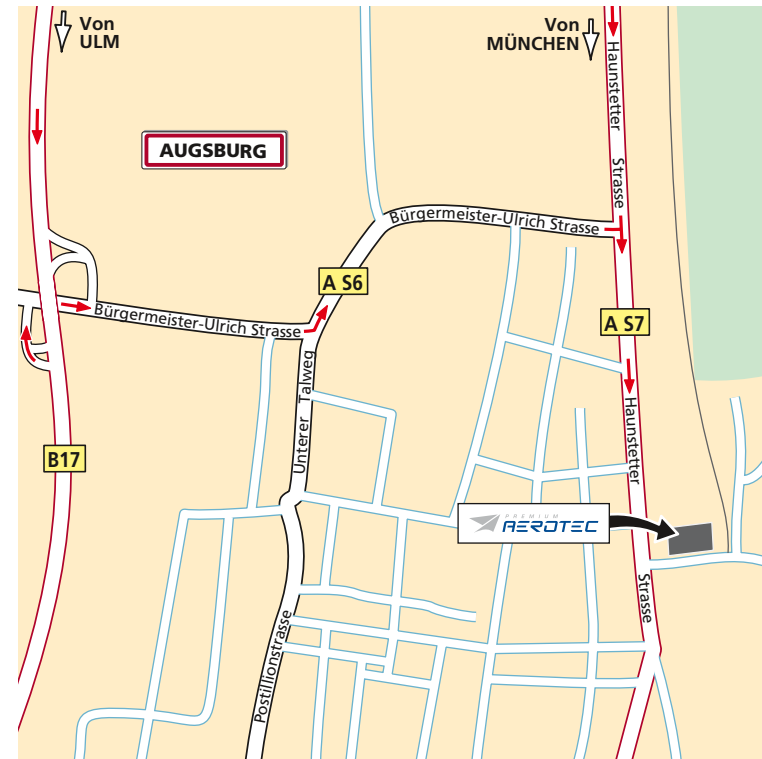 Von
ULM
Von
MÜNCHEN
Haunstetter Strasse
AUGSBURG
Bürgermeister-Ulrich Strasse
A S6
Bürgermeister-Ulrich Strasse
A S7
Unterer Talweg
Haunstetter Strasse
B17
PREMIUM
AEROTEC
Postillionstrasse